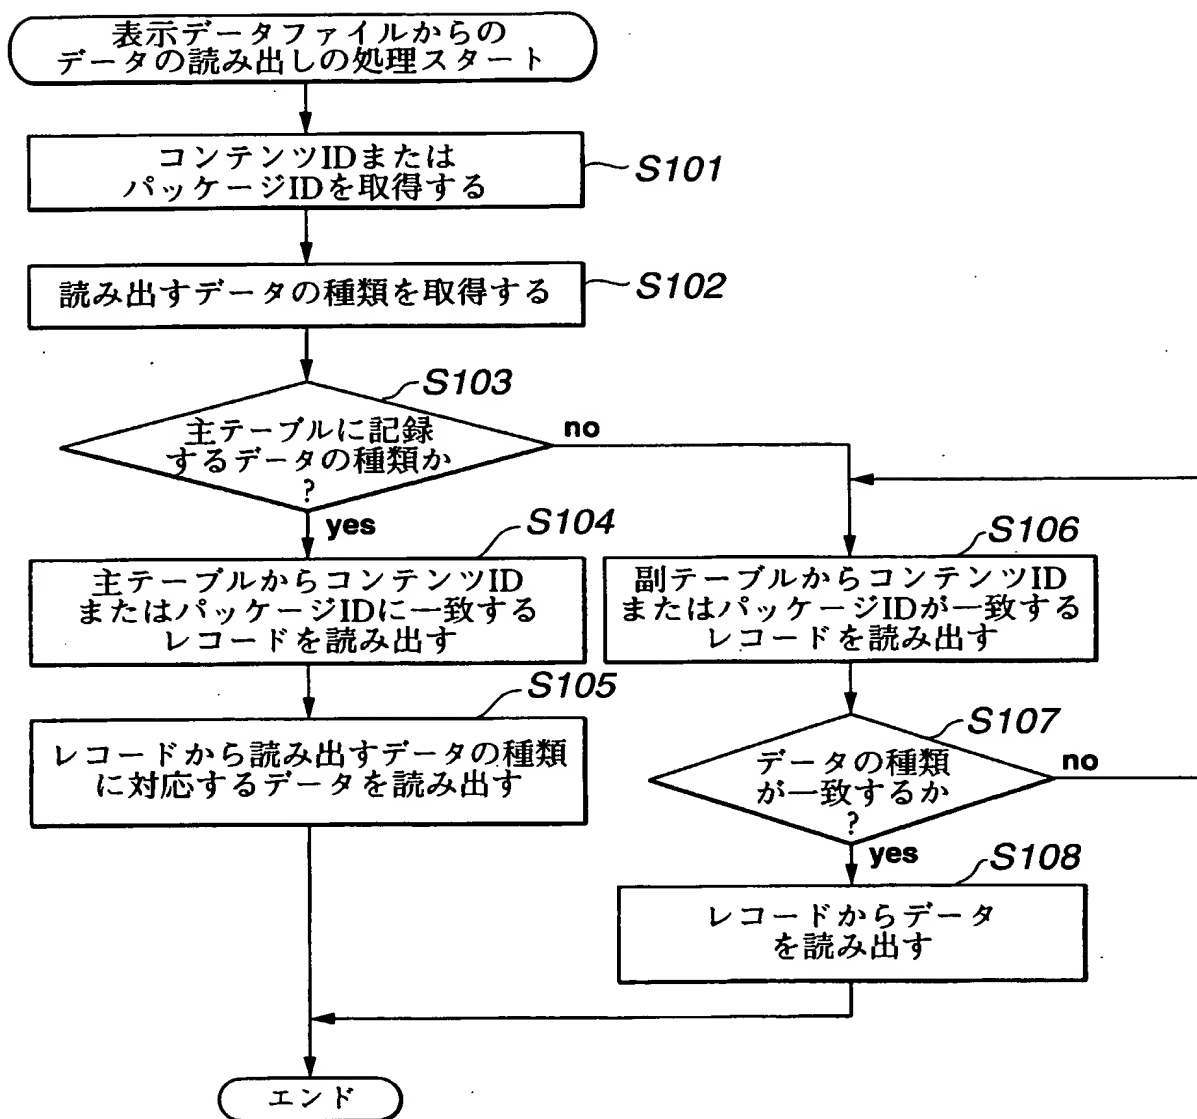 表示データファイルからの
データの読み出しの処理スタート
コンテンツIDまたは
パッケージIDを取得する
S101
読み出すデータの種類を取得する
S102
S103
主テーブルに記録
するデータの種類か
?
no
yes
S104
主テーブルからコンテンツID
またはパッケージIDに一致する
レコードを読み出す
S105
レコードから読み出すデータの種類
に対応するデータを読み出す
S106
副テーブルからコンテンツID
またはパッケージIDが一致する
レコードを読み出す
S107
データの種類
が一致するか
?
no
yes
S108
レコードからデータ
を読み出す
エンド